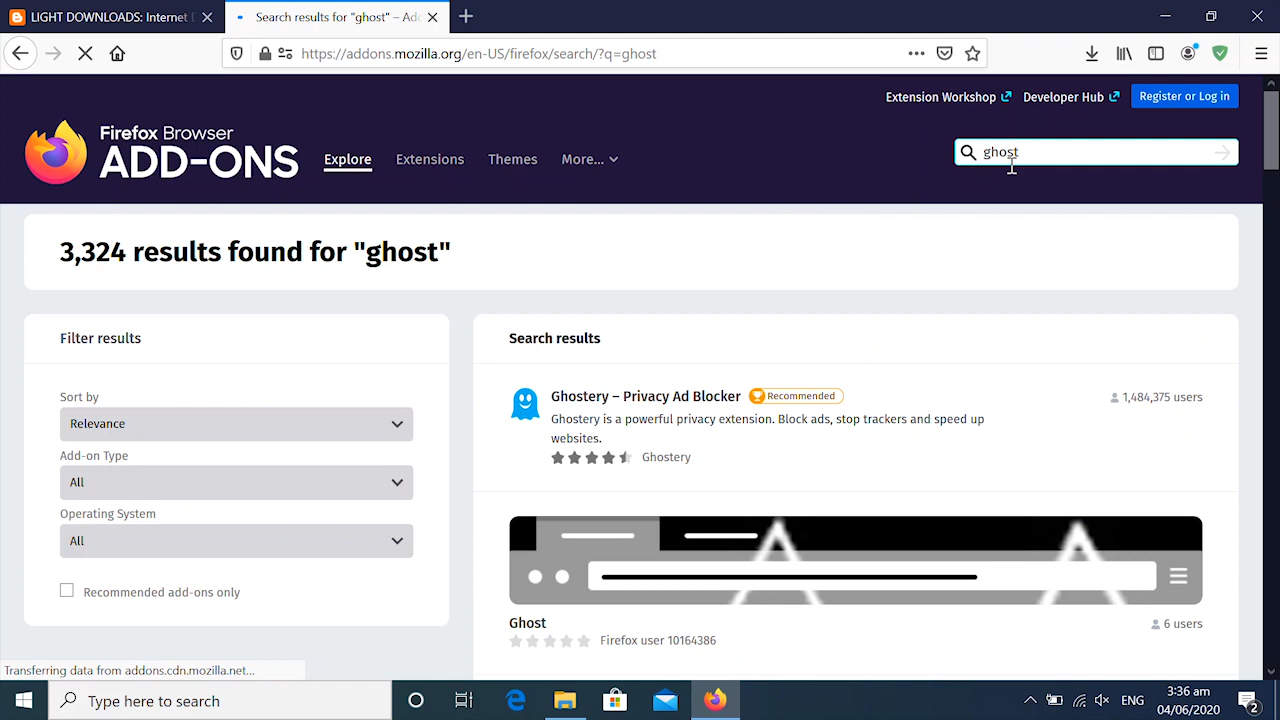 LIGHT DOWNLOADS: Internet
Search results for "ghost" – Ad
https://addons.mozilla.org/en-US/firefox/search/?q=ghost
Extension Workshop
Developer Hub
Register or Log in
Firefox Browser
ADD-ONS
Explore
Extensions
Themes
More...
ghost
3,324 results found for "ghost"
Filter results
Sort by
Relevance
Add-on Type
All
Operating System
All
Recommended add-ons only
Search results
Ghostery – Privacy Ad Blocker
Recommended
1,484,375 users
Ghostery is a powerful privacy extension. Block ads, stop trackers and speed up
websites.
Ghostery
Ghost
6 users
Firefox user 10164386
Transferring data from addons.cdn.mozilla.net...
Type here to search
ENG
3:36 am
04/06/2020
2